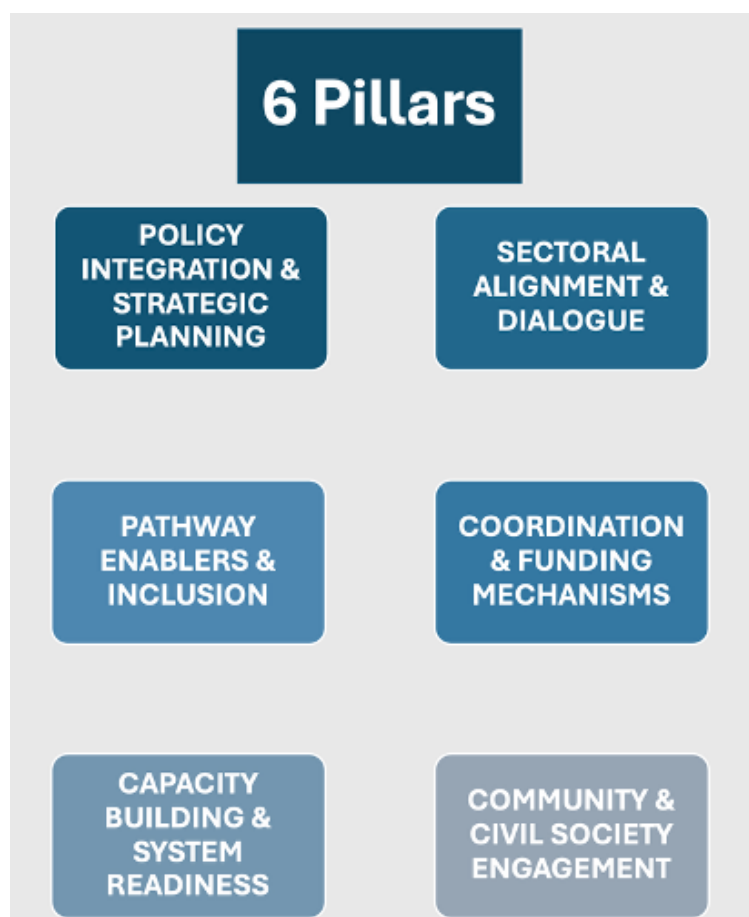 6 Pillars
POLICY
INTEGRATION &
STRATEGIC
PLANNING
SECTORAL
ALIGNMENT &
DIALOGUE
PATHWAY
ENABLERS &
INCLUSION
COORDINATION
& FUNDING
MECHANISMS
CAPACITY
BUILDING &
SYSTEM
READINESS
COMMUNITY &
CIVIL SOCIETY
ENGAGEMENT